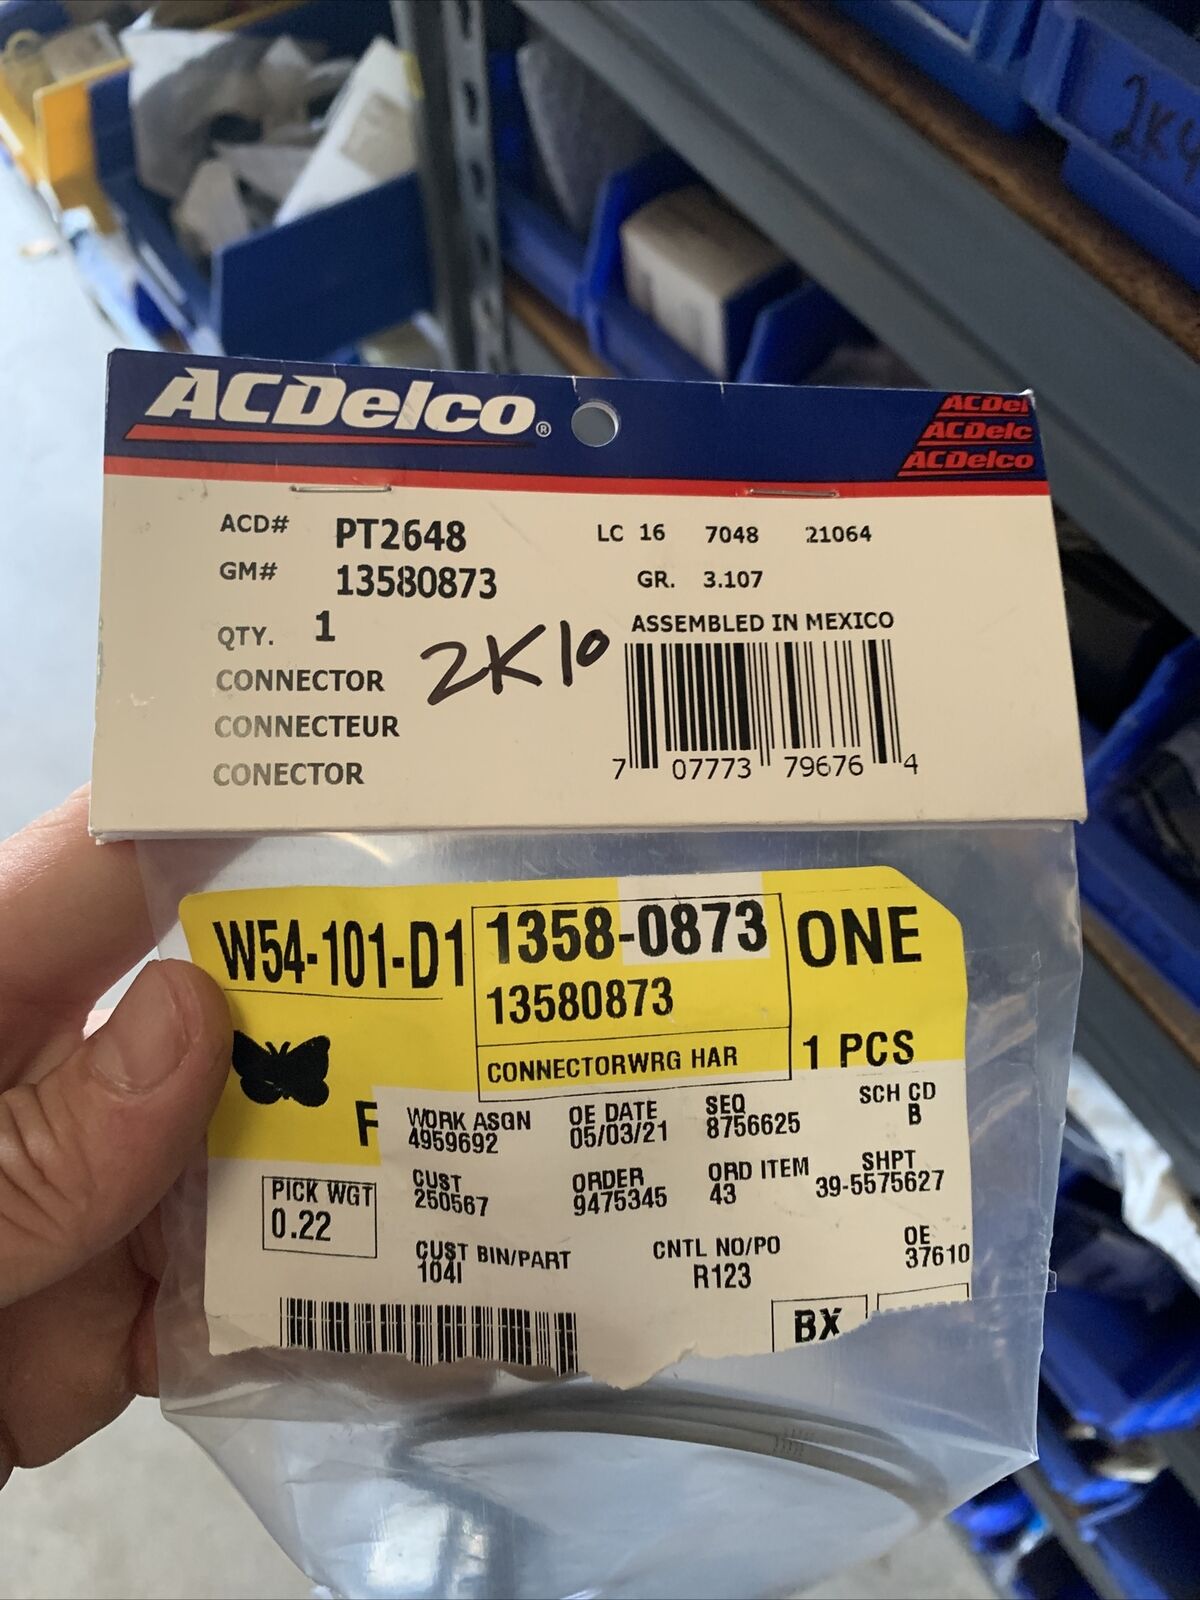 2K9
ACDelco®
ACDel
ACDelc
ACDelco
ACD# PT2648
GM# 13580873
QTY. 1
CONNECTOR
CONNECTEUR
CONECTOR
2K10
LC 16 7048 21064
GR. 3.107
ASSEMBLED IN MEXICO
7 07773 79676 4
W54-101-D1
1358-0873
13580873
CONNECTORWRG HAR
ONE
1 PCS
F
WORK ASGN
4959692
OE DATE
05/03/21
SEQ
8756625
SCH CD
B
PICK WGT
0.22
CUST
250567
ORDER
9475345
ORD ITEM
43
SHPT
39-5575627
CUST BIN/PART
104I
CNTL NO/PO
R123
OE
37610
BX